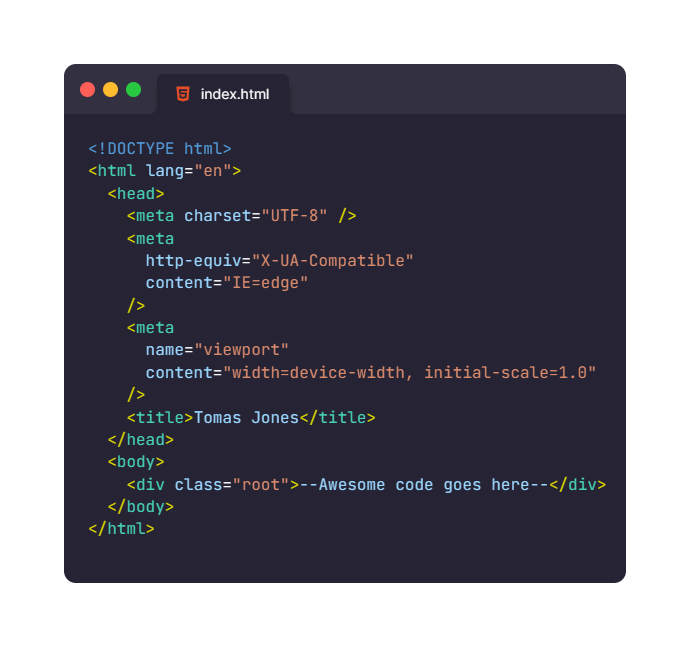 index.html
<!DOCTYPE html>
<html lang="en">
  <head>
    <meta charset="UTF-8" />
    <meta
      http-equiv="X-UA-Compatible"
      content="IE=edge"
    />
    <meta
      name="viewport"
      content="width=device-width, initial-scale=1.0"
    />
    <title>Tomas Jones</title>
  </head>
  <body>
    <div class="root">--Awesome code goes here--</div>
  </body>
</html>